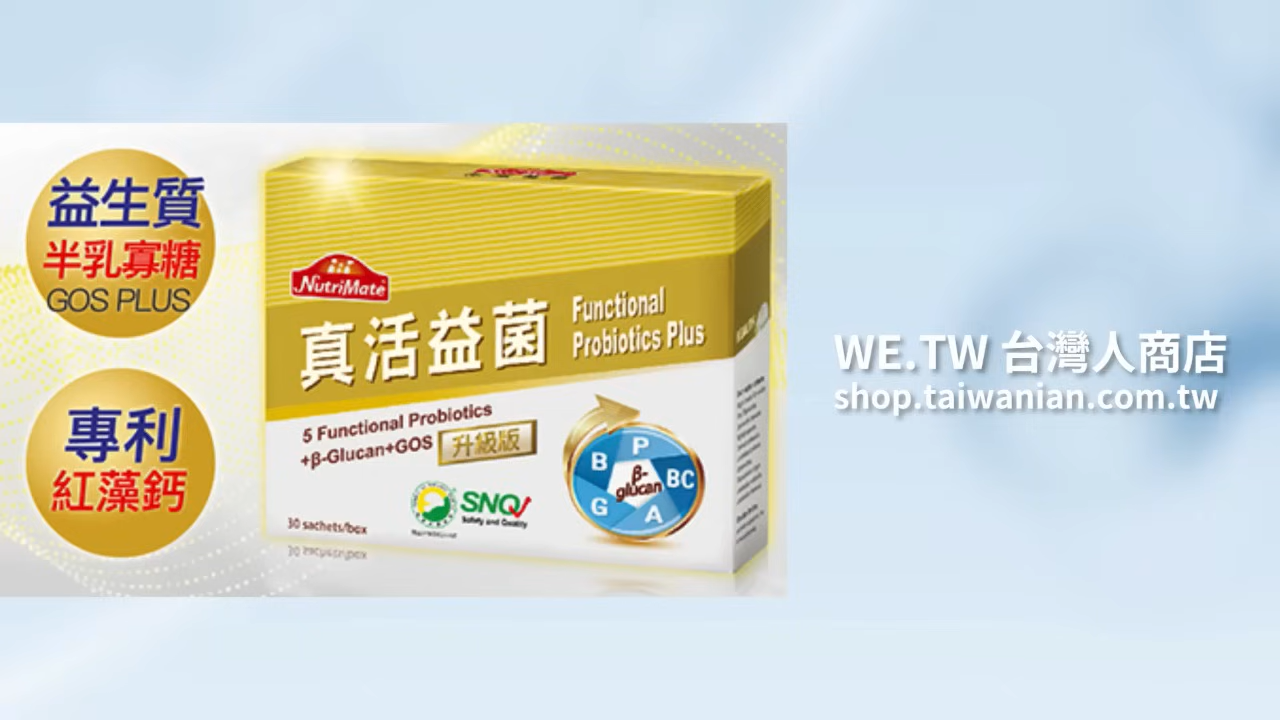 益生質
半乳寡糖
GOS PLUS
專利
紅藻鈣
NutriMate
真活益菌
Functional
Probiotics Plus
5 Functional Probiotics
+β-Glucan+GOS
升級版
SNQ
Safety and Quality
30 sachets/box
P
B
BC
β-
glucan
G
A
WE.TW 台灣人商店
shop.taiwanian.com.tw